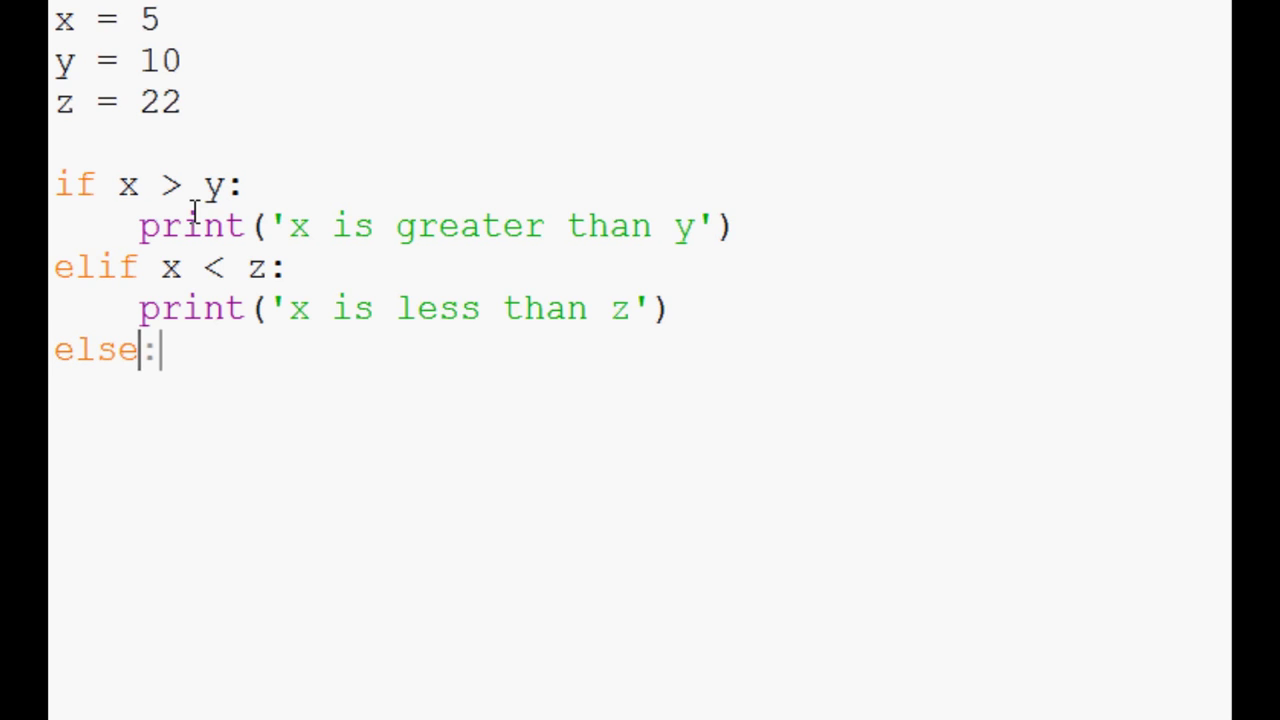 x = 5
y = 10
z = 22
if x > y:
    print('x is greater than y')
elif x < z:
    print('x is less than z')
else: